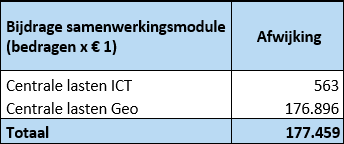 Bijdrage samenwerkingsmodule
(bedragen x € 1) Afwijking
Centrale lasten ICT 563
Centrale lasten Geo 176.896
Totaal 177.459